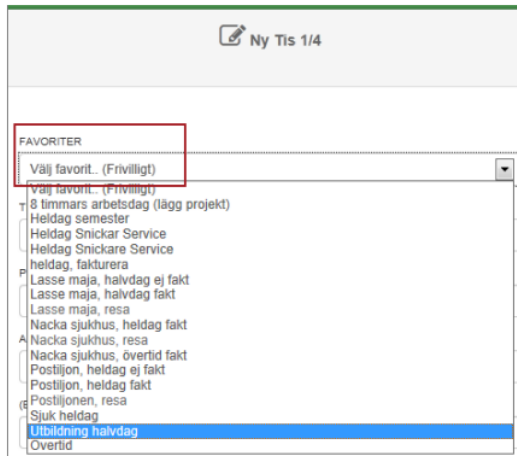 Ny Tis 1/4
FAVORITER
Välj favorit.. (Frivilligt)
Välj favorit.. (Frivilligt)
T
8 timmars arbetsdag (lägg projekt)
Heldag semester
Heldag Snickar Service
Heldag Snickare Service
heldag, fakturera
P
Lasse maja, halvdag ej fakt
Lasse maja, halvdag fakt
Lasse maja, resa
Nacka sjukhus, heldag fakt
A
Nacka sjukhus, resa
Nacka sjukhus, övertid fakt
Postiljon, heldag ej fakt
Postiljon, heldag fakt
Postiljonen, resa
Sjuk heldag
Utbildning halvdag
Overtid